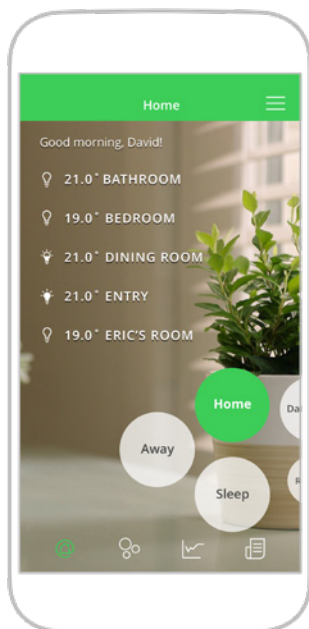 Home
Good morning, David!
21.0° BATHROOM
19.0° BEDROOM
21.0° DINING ROOM
21.0° ENTRY
19.0° ERIC'S ROOM
Home
Away
Sleep